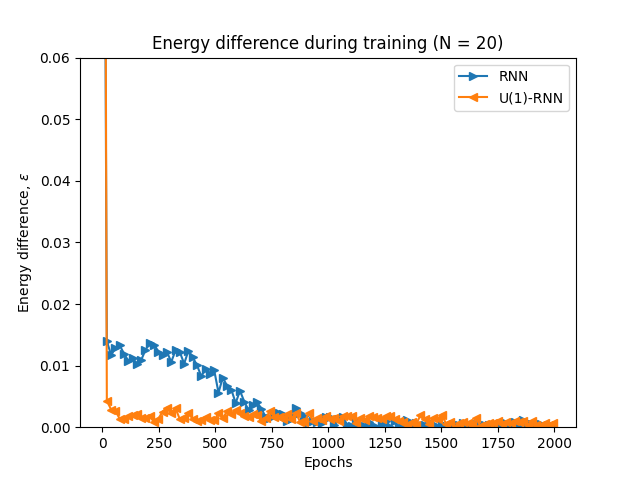 Energy difference during training (N = 20)
0.06
0.05
0.04
0.03
0.02
0.01
0.00
Energy difference, ε
RNN
U(1)-RNN
0 250 500 750 1000 1250 1500 1750 2000
Epochs